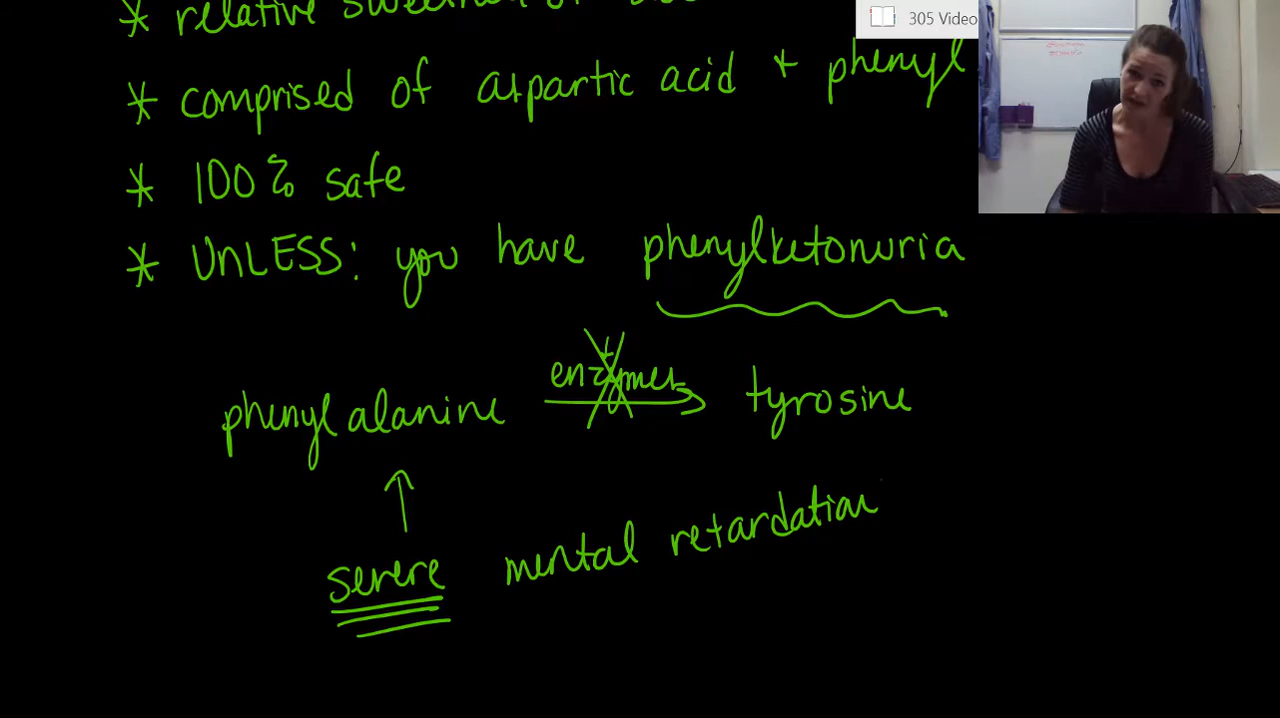 * relative
305 Video
* comprised of aspartic acid + phenyl
* 100% safe
* UNLESS: you have phenylketonuria
phenylalanine enzymes tyrosine
severe mental retardation